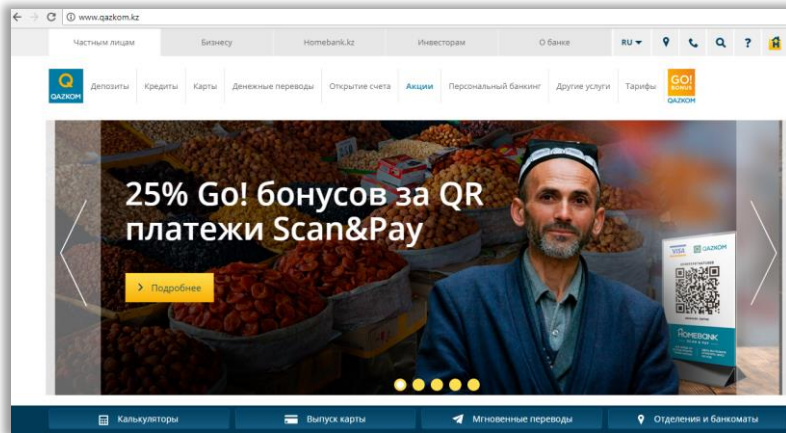 www.qazkom.kz
Частным лицам Бизнесу Homebank.kz Инвесторам О банке RU ?
QAZKOM
Депозиты Кредиты Карты Денежные переводы Открытие счета Акции Персональный банкинг Другие услуги Тарифы
GO!
BONUS
QAZKOM
25% Go! бонусов за QR
платежи Scan&Pay
Подробнее
VISA QAZKOM
HOMEBANK
SCAN & PAY
Калькуляторы Выпуск карты Мгновенные переводы Отделения и банкоматы